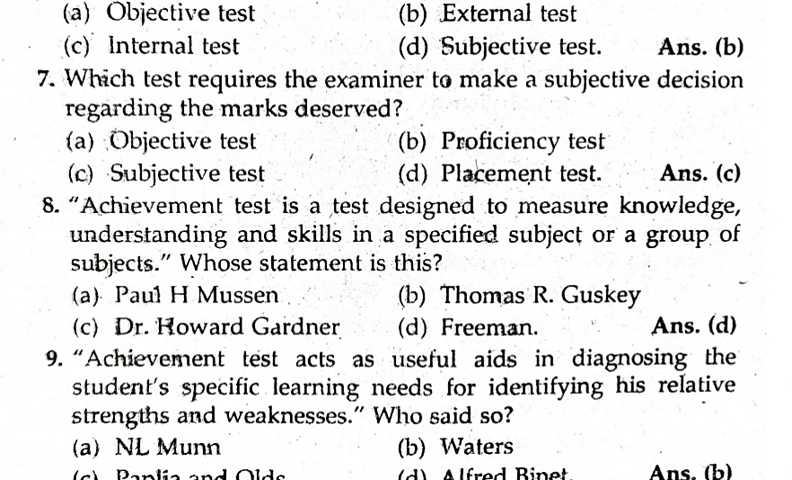 (a) Objective test (b) External test
(c) Internal test (d) Subjective test. Ans. (b)
7. Which test requires the examiner to make a subjective decision
regarding the marks deserved?
(a) Objective test (b) Proficiency test
(c) Subjective test (d) Placement test. Ans. (c)
8. "Achievement test is a test designed to measure knowledge,
understanding and skills in a specified subject or a group of
subjects." Whose statement is this?
(a) Paul H Mussen (b) Thomas R. Guskey
(c) Dr. Howard Gardner (d) Freeman. Ans. (d)
9. "Achievement test acts as useful aids in diagnosing the
student's specific learning needs for identifying his relative
strengths and weaknesses." Who said so?
(a) NL Munn (b) Waters
(c) Paplia and Olds (d) Alfred Binet. Ans. (b)